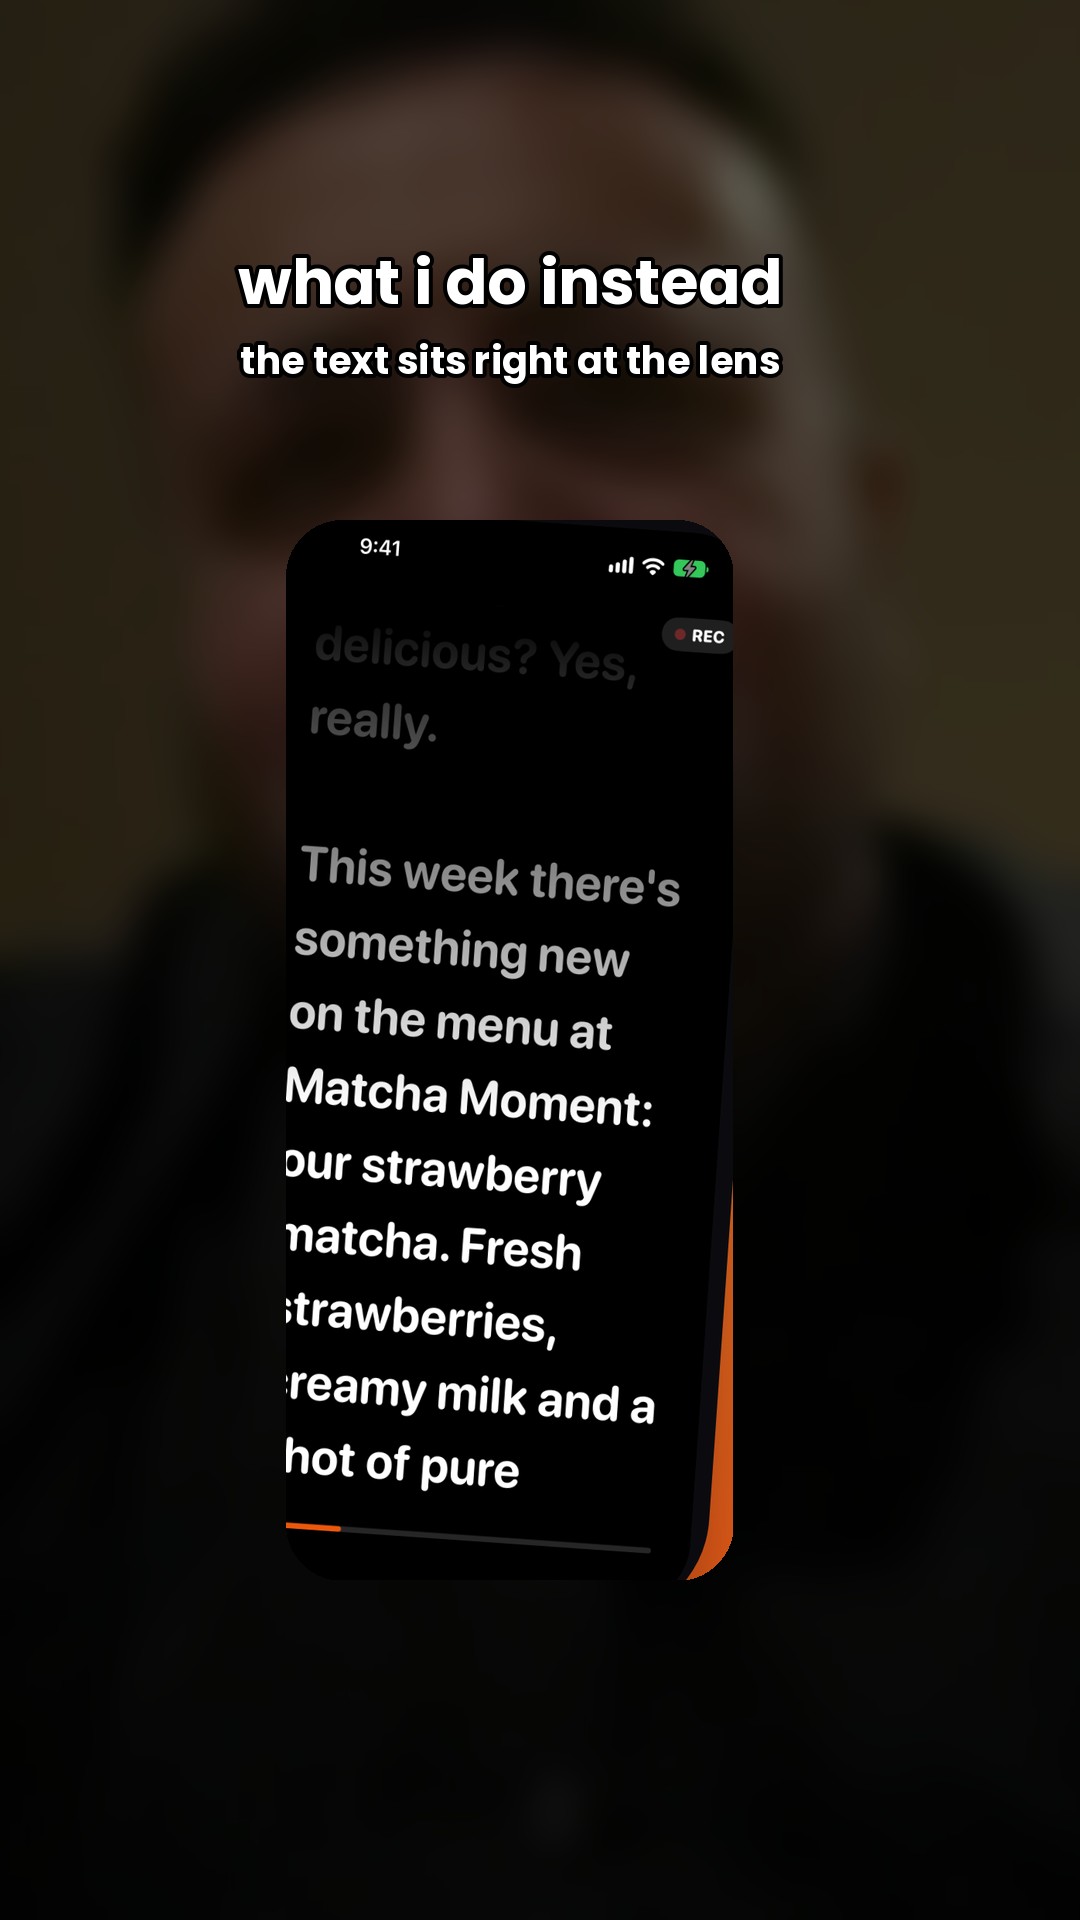 what i do instead
the text sits right at the lens
9:41
REC
delicious? Yes,
really.
This week there's
something new
on the menu at
Matcha Moment:
our strawberry
matcha. Fresh
strawberries,
creamy milk and a
hot of pure